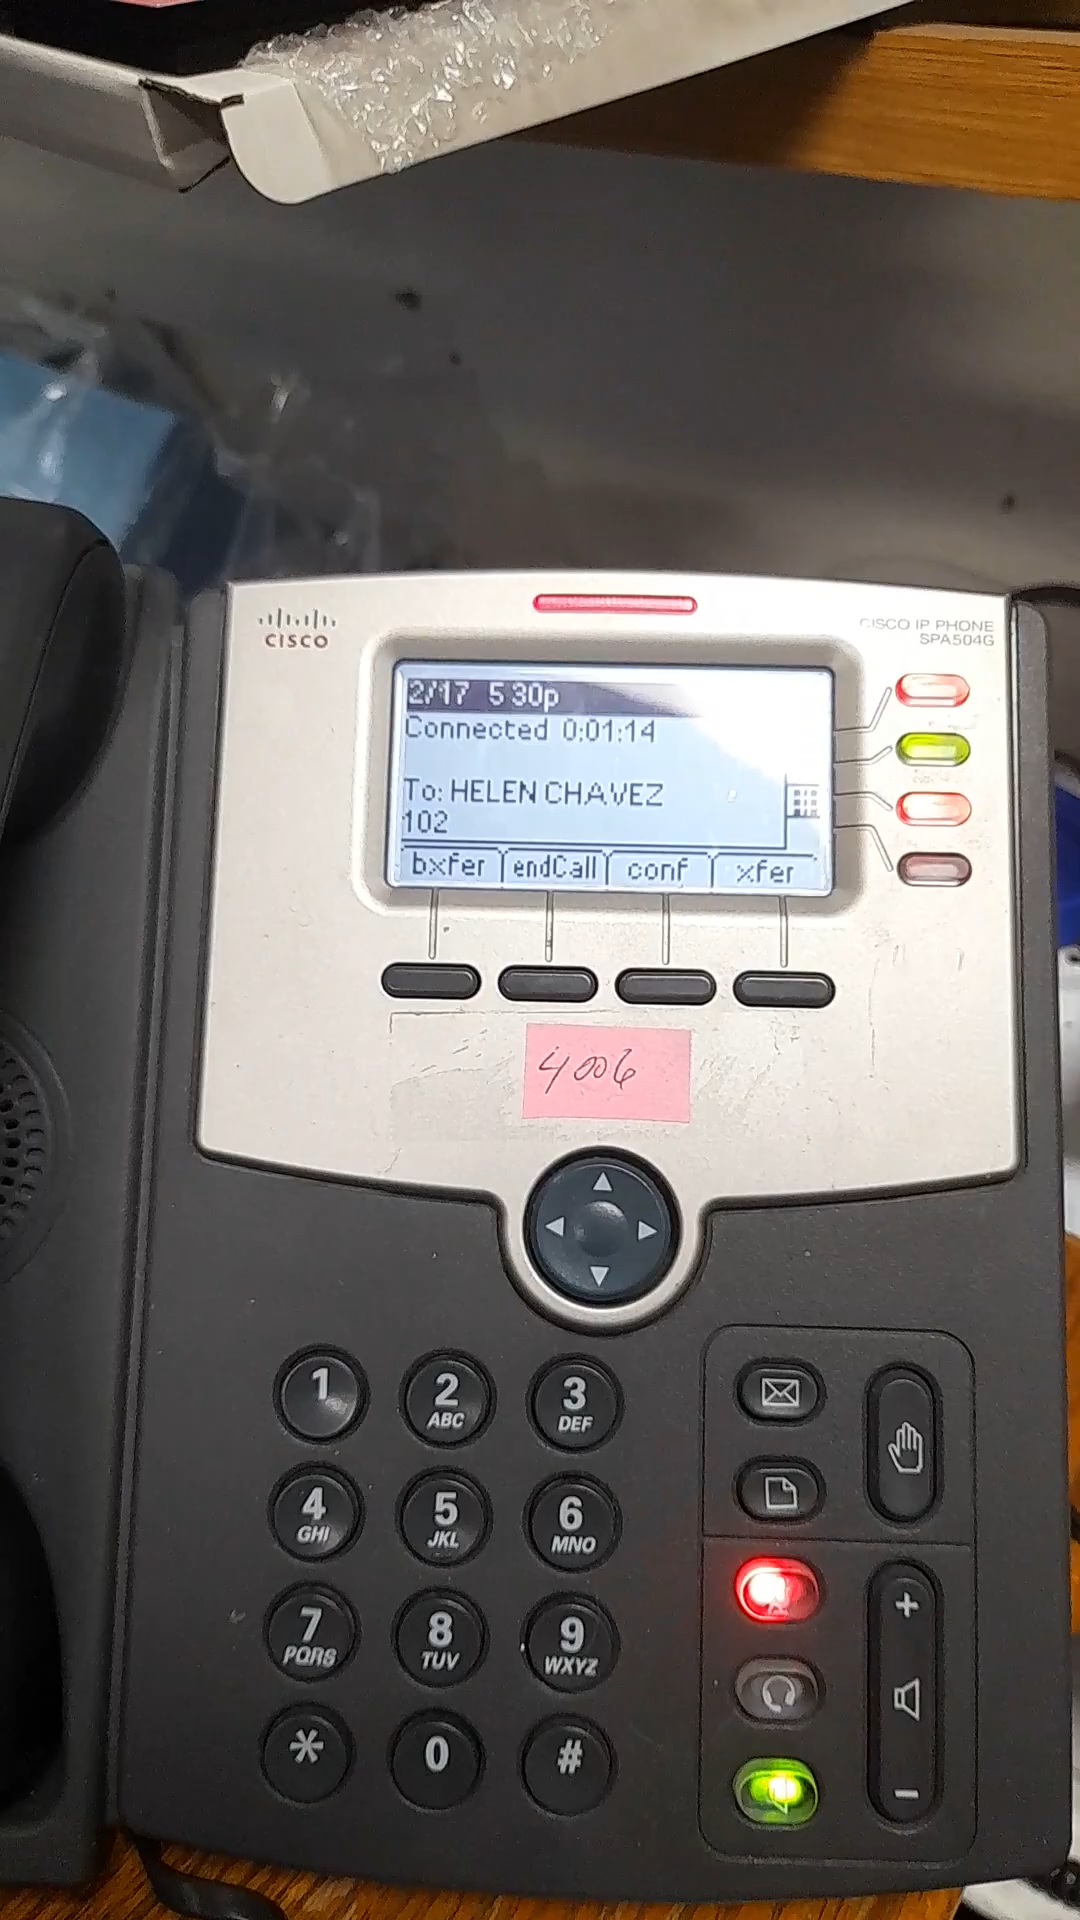 CISCO
CISCO IP PHONE
SPA504G
2/17 5 30p
Connected 0:01:14
To: HELEN CHAVEZ
102
bxfer endCall conf xfer
4006
1
2
ABC
3
DEF
4
GHI
5
JKL
6
MNO
7
PQRS
8
TUV
9
WXYZ
*
0
#
+
-